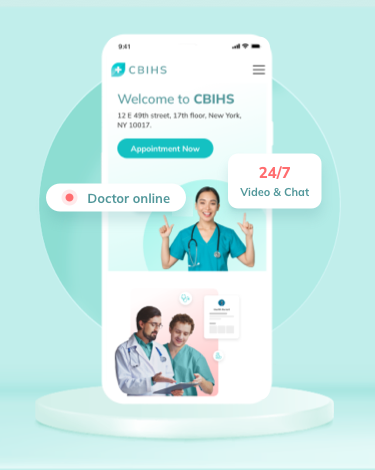 9:41
CBIHS
Welcome to CBIHS
12 E 49th street, 17th floor, New York,
NY 10017.
Appointment Now
24/7
Video & Chat
Doctor online